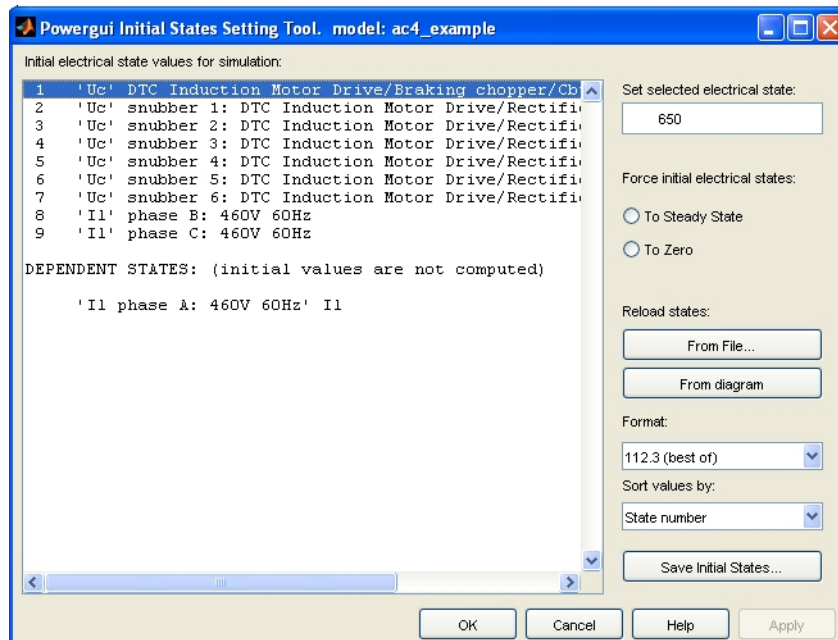 Powergui Initial States Setting Tool. model: ac4_example
Initial electrical state values for simulation:
1 'Uc' DTC Induction Motor Drive/Braking chopper/Cb
2 'Uc' snubber 1: DTC Induction Motor Drive/Rectifi
3 'Uc' snubber 2: DTC Induction Motor Drive/Rectifi
4 'Uc' snubber 3: DTC Induction Motor Drive/Rectifi
5 'Uc' snubber 4: DTC Induction Motor Drive/Rectifi
6 'Uc' snubber 5: DTC Induction Motor Drive/Rectifi
7 'Uc' snubber 6: DTC Induction Motor Drive/Rectifi
8 'Il' phase B: 460V 60Hz
9 'Il' phase C: 460V 60Hz
DEPENDENT STATES: (initial values are not computed)
'Il phase A: 460V 60Hz' Il
Set selected electrical state:
650
Force initial electrical states:
To Steady State
To Zero
Reload states:
From File...
From diagram
Format:
112.3 (best of)
Sort values by:
State number
Save Initial States...
OK Cancel Help Apply